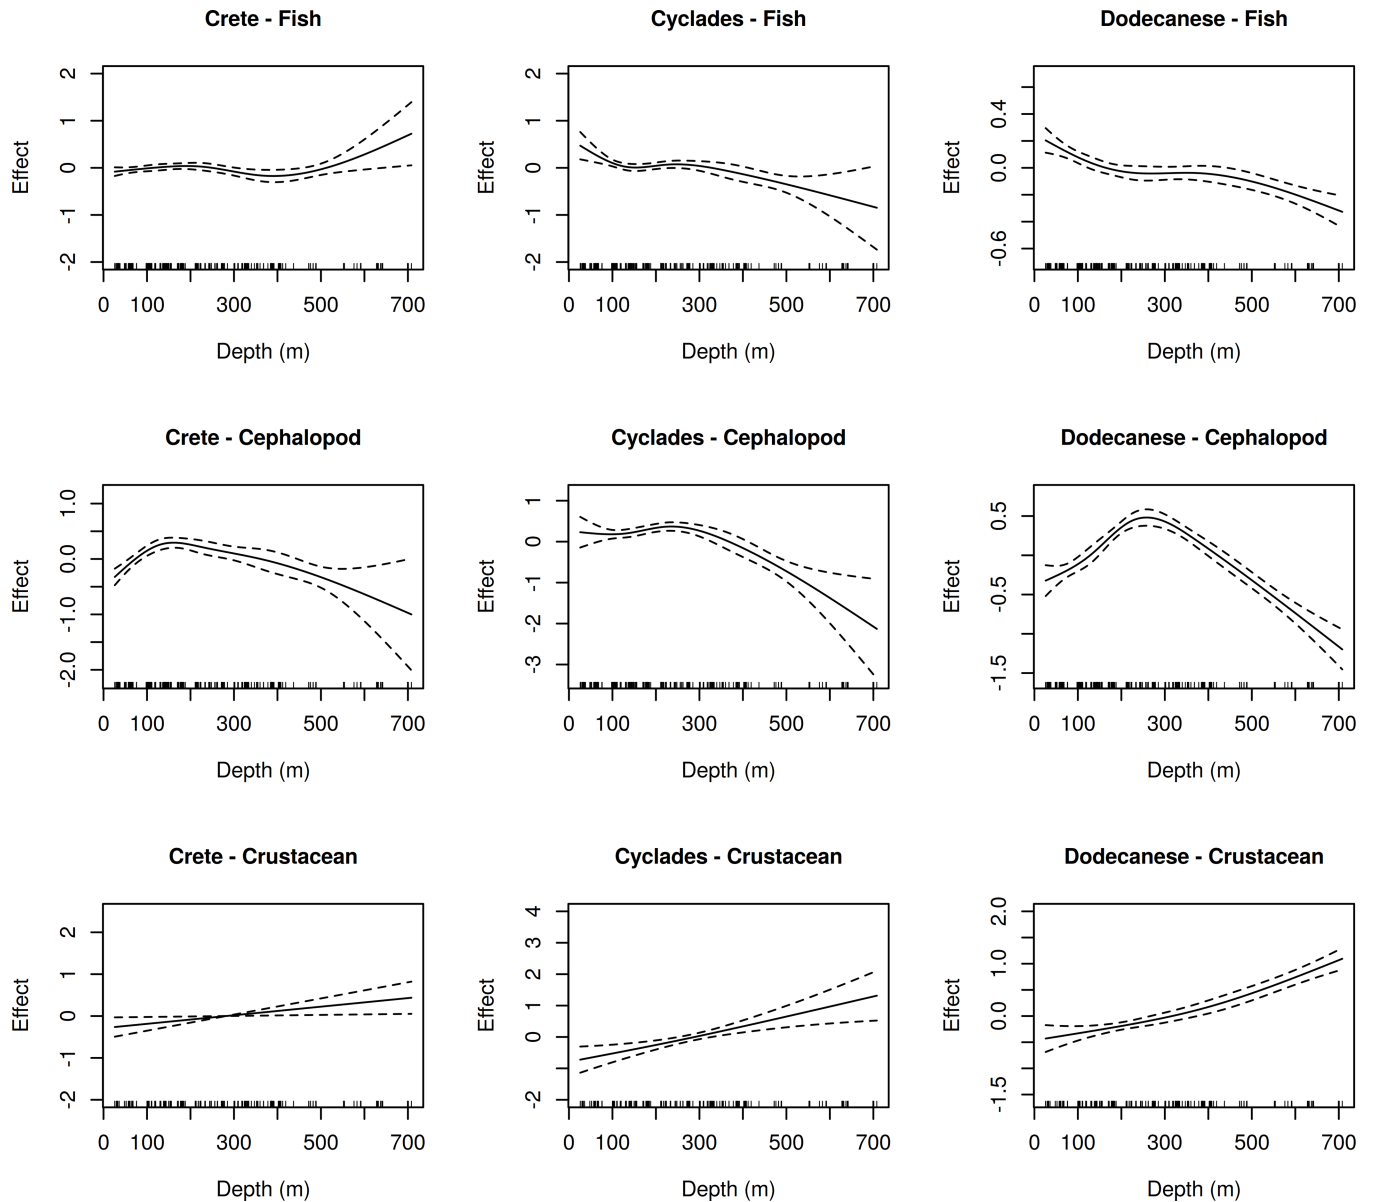 Crete - Fish
Effect
2
1
0
-1
-2
0 100 300 500 700
Depth (m)
Cyclades - Fish
Effect
2
1
0
-1
-2
0 100 300 500 700
Depth (m)
Dodecanese - Fish
Effect
0.4
0.0
-0.6
0 100 300 500 700
Depth (m)
Crete - Cephalopod
Effect
1.0
0.0
-1.0
-2.0
0 100 300 500 700
Depth (m)
Cyclades - Cephalopod
Effect
1
0
-1
-2
-3
0 100 300 500 700
Depth (m)
Dodecanese - Cephalopod
Effect
0.5
-0.5
-1.5
0 100 300 500 700
Depth (m)
Crete - Crustacean
Effect
2
1
0
-1
-2
0 100 300 500 700
Depth (m)
Cyclades - Crustacean
Effect
4
3
2
1
0
-2
0 100 300 500 700
Depth (m)
Dodecanese - Crustacean
Effect
2.0
1.0
0.0
-1.5
0 100 300 500 700
Depth (m)